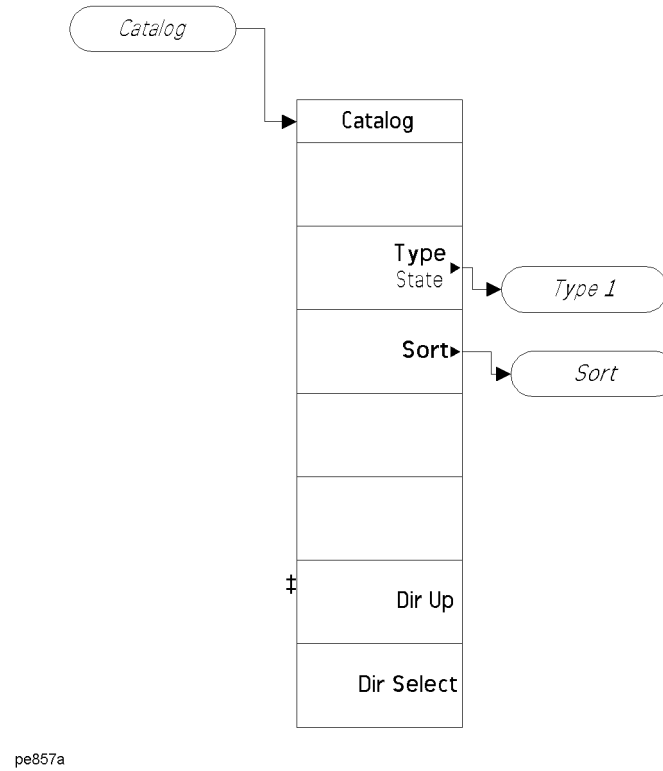 Catalog
Catalog
Type
State
Type 1
Sort
Sort
‡
Dir Up
Dir Select
pe857a